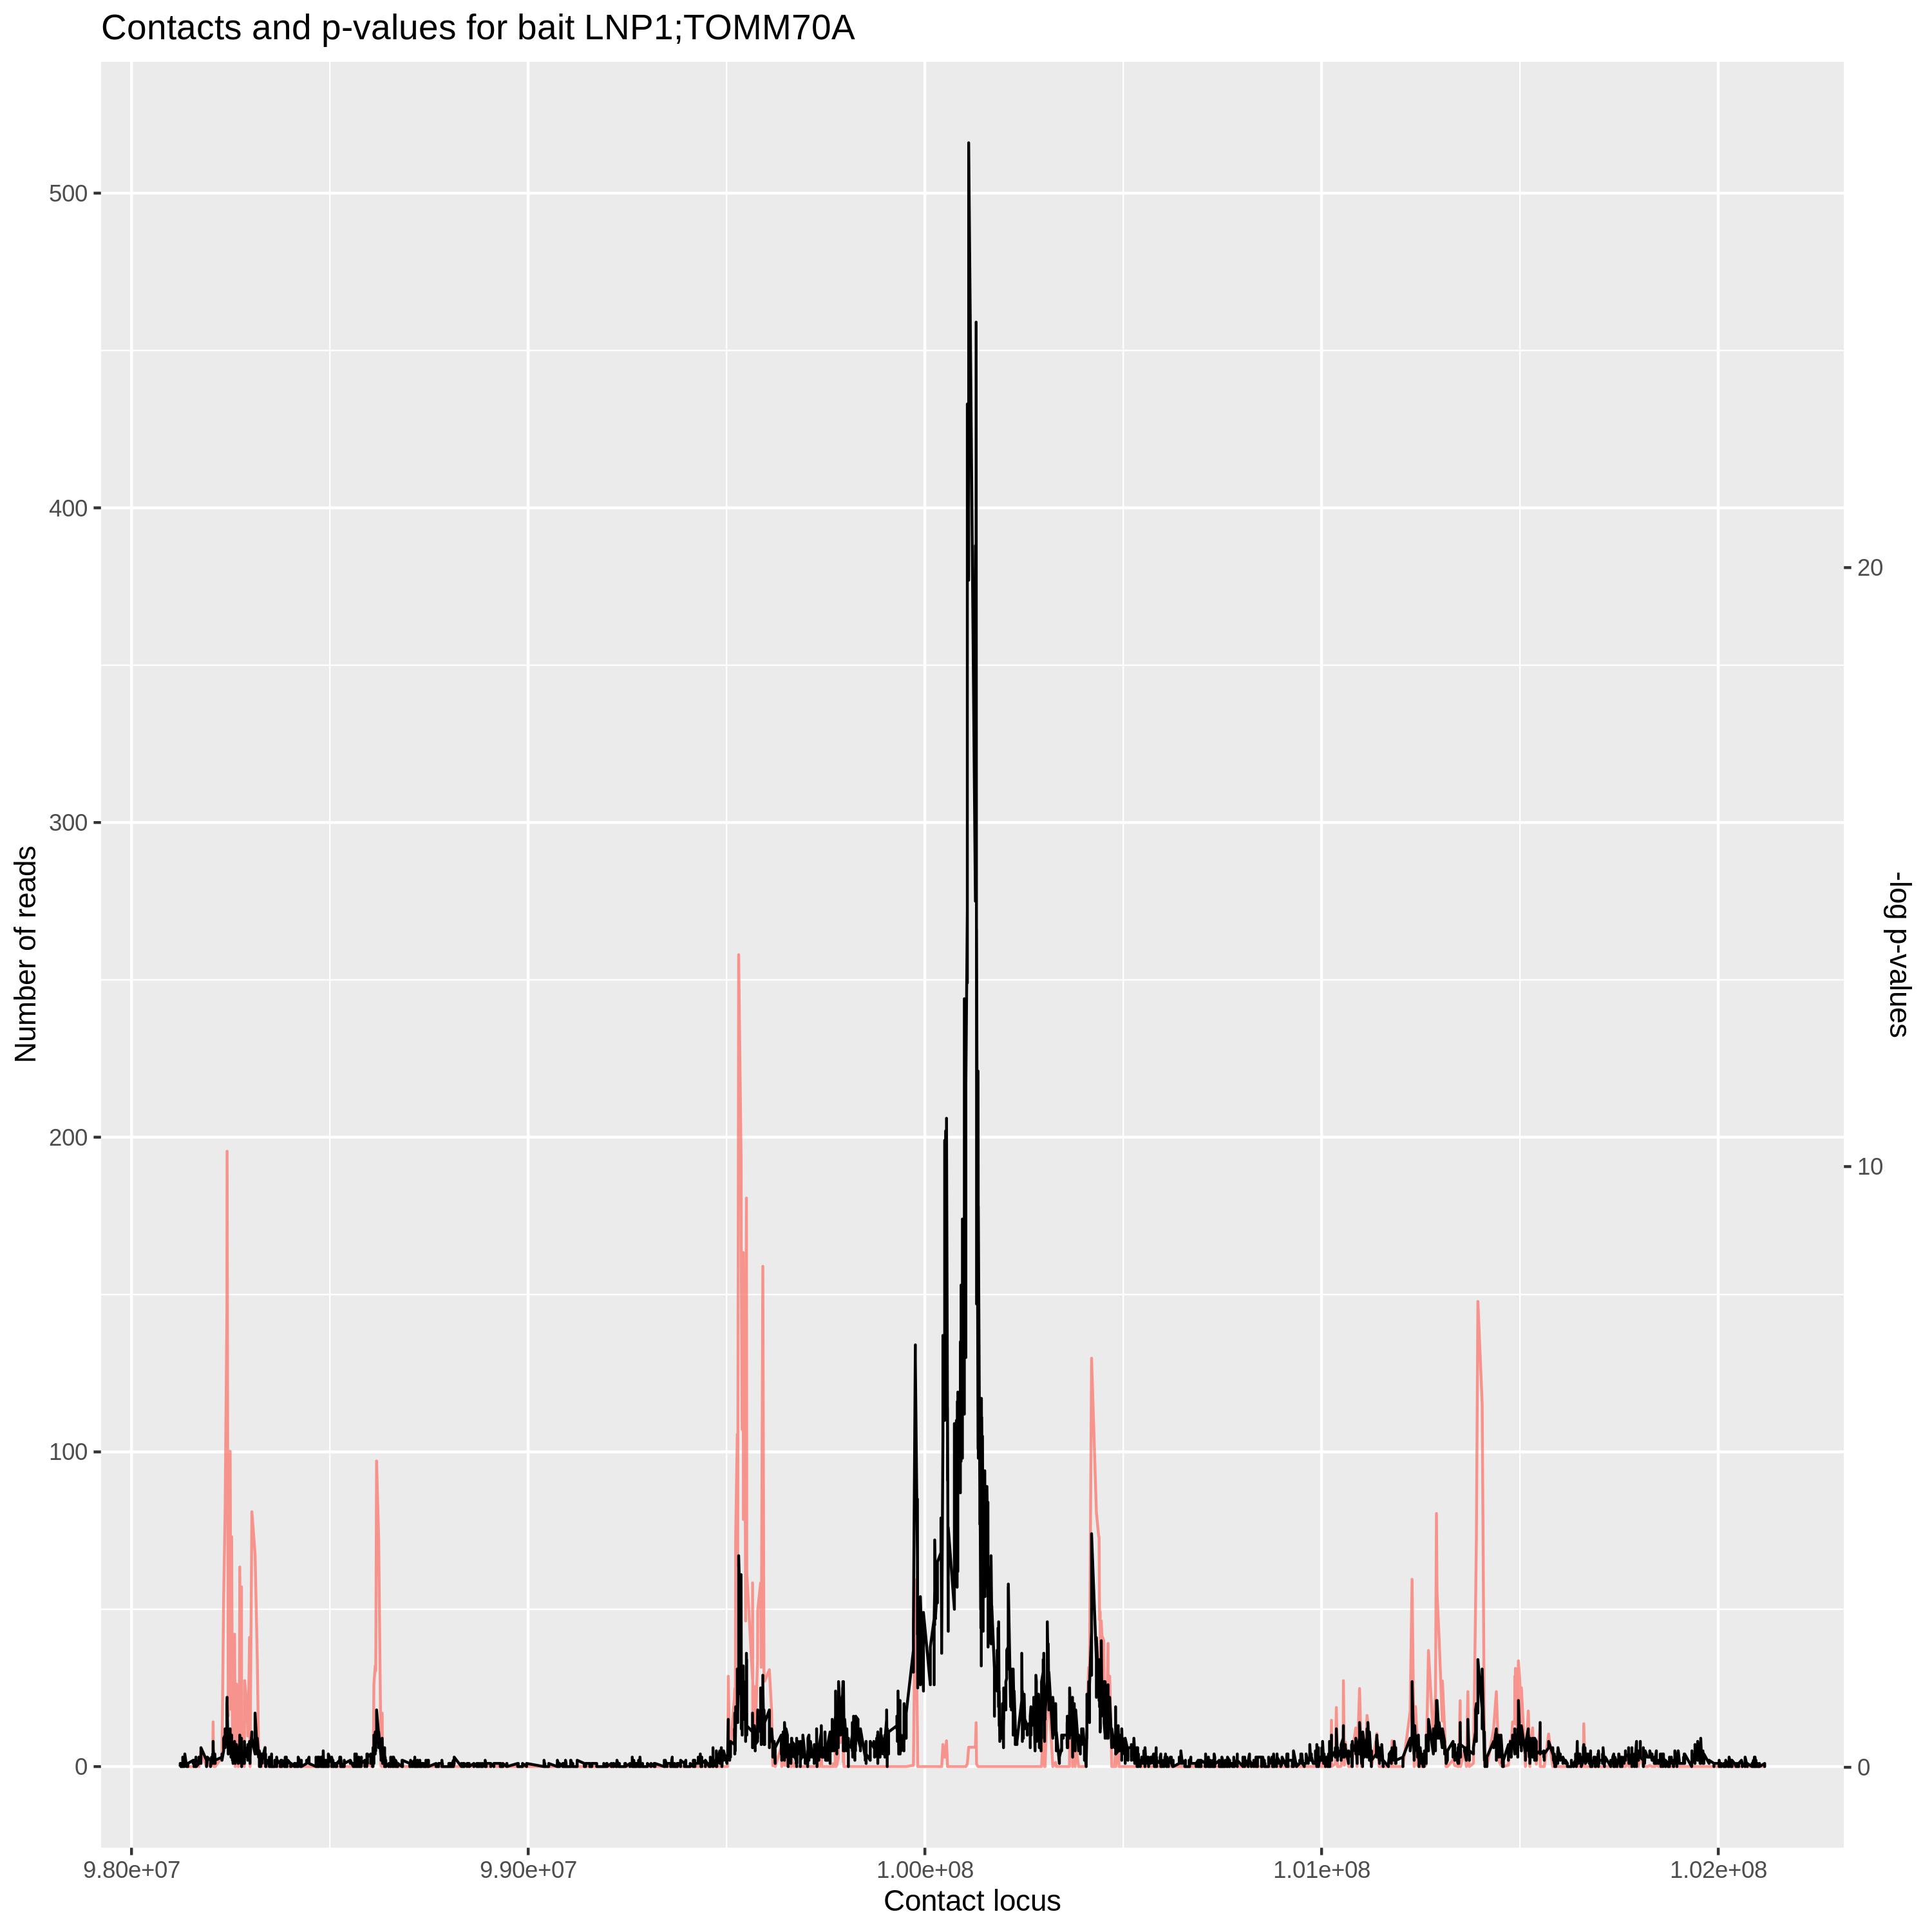 Contacts and p-values for bait LNP1;TOMM70A
500
400
300
200
100
0
Number of reads
20
10
0
-log p-values
9.80e+07
9.90e+07
1.00e+08
1.01e+08
1.02e+08
Contact locus